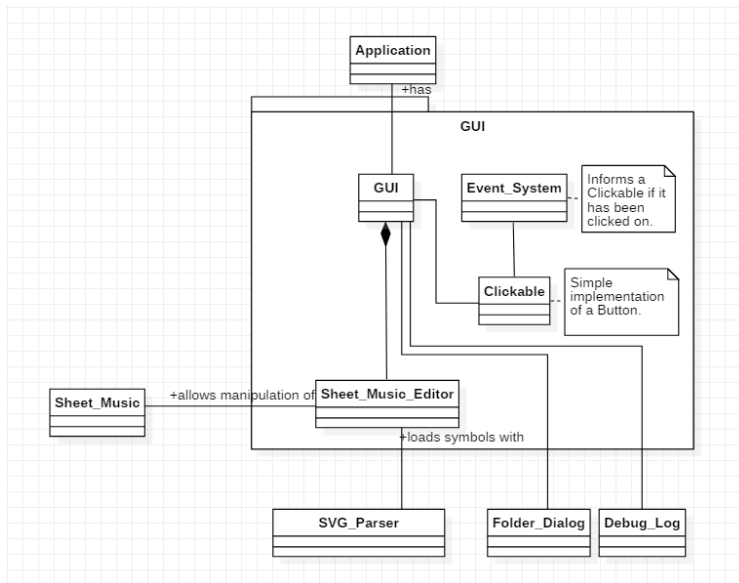 Application
+has
GUI
GUI
Event_System
Informs a
Clickable if it
has been
clicked on.
Clickable
Simple
implementation
of a Button.
Sheet_Music
+allows manipulation of
Sheet_Music_Editor
+loads symbols with
SVG_Parser
Folder_Dialog
Debug_Log